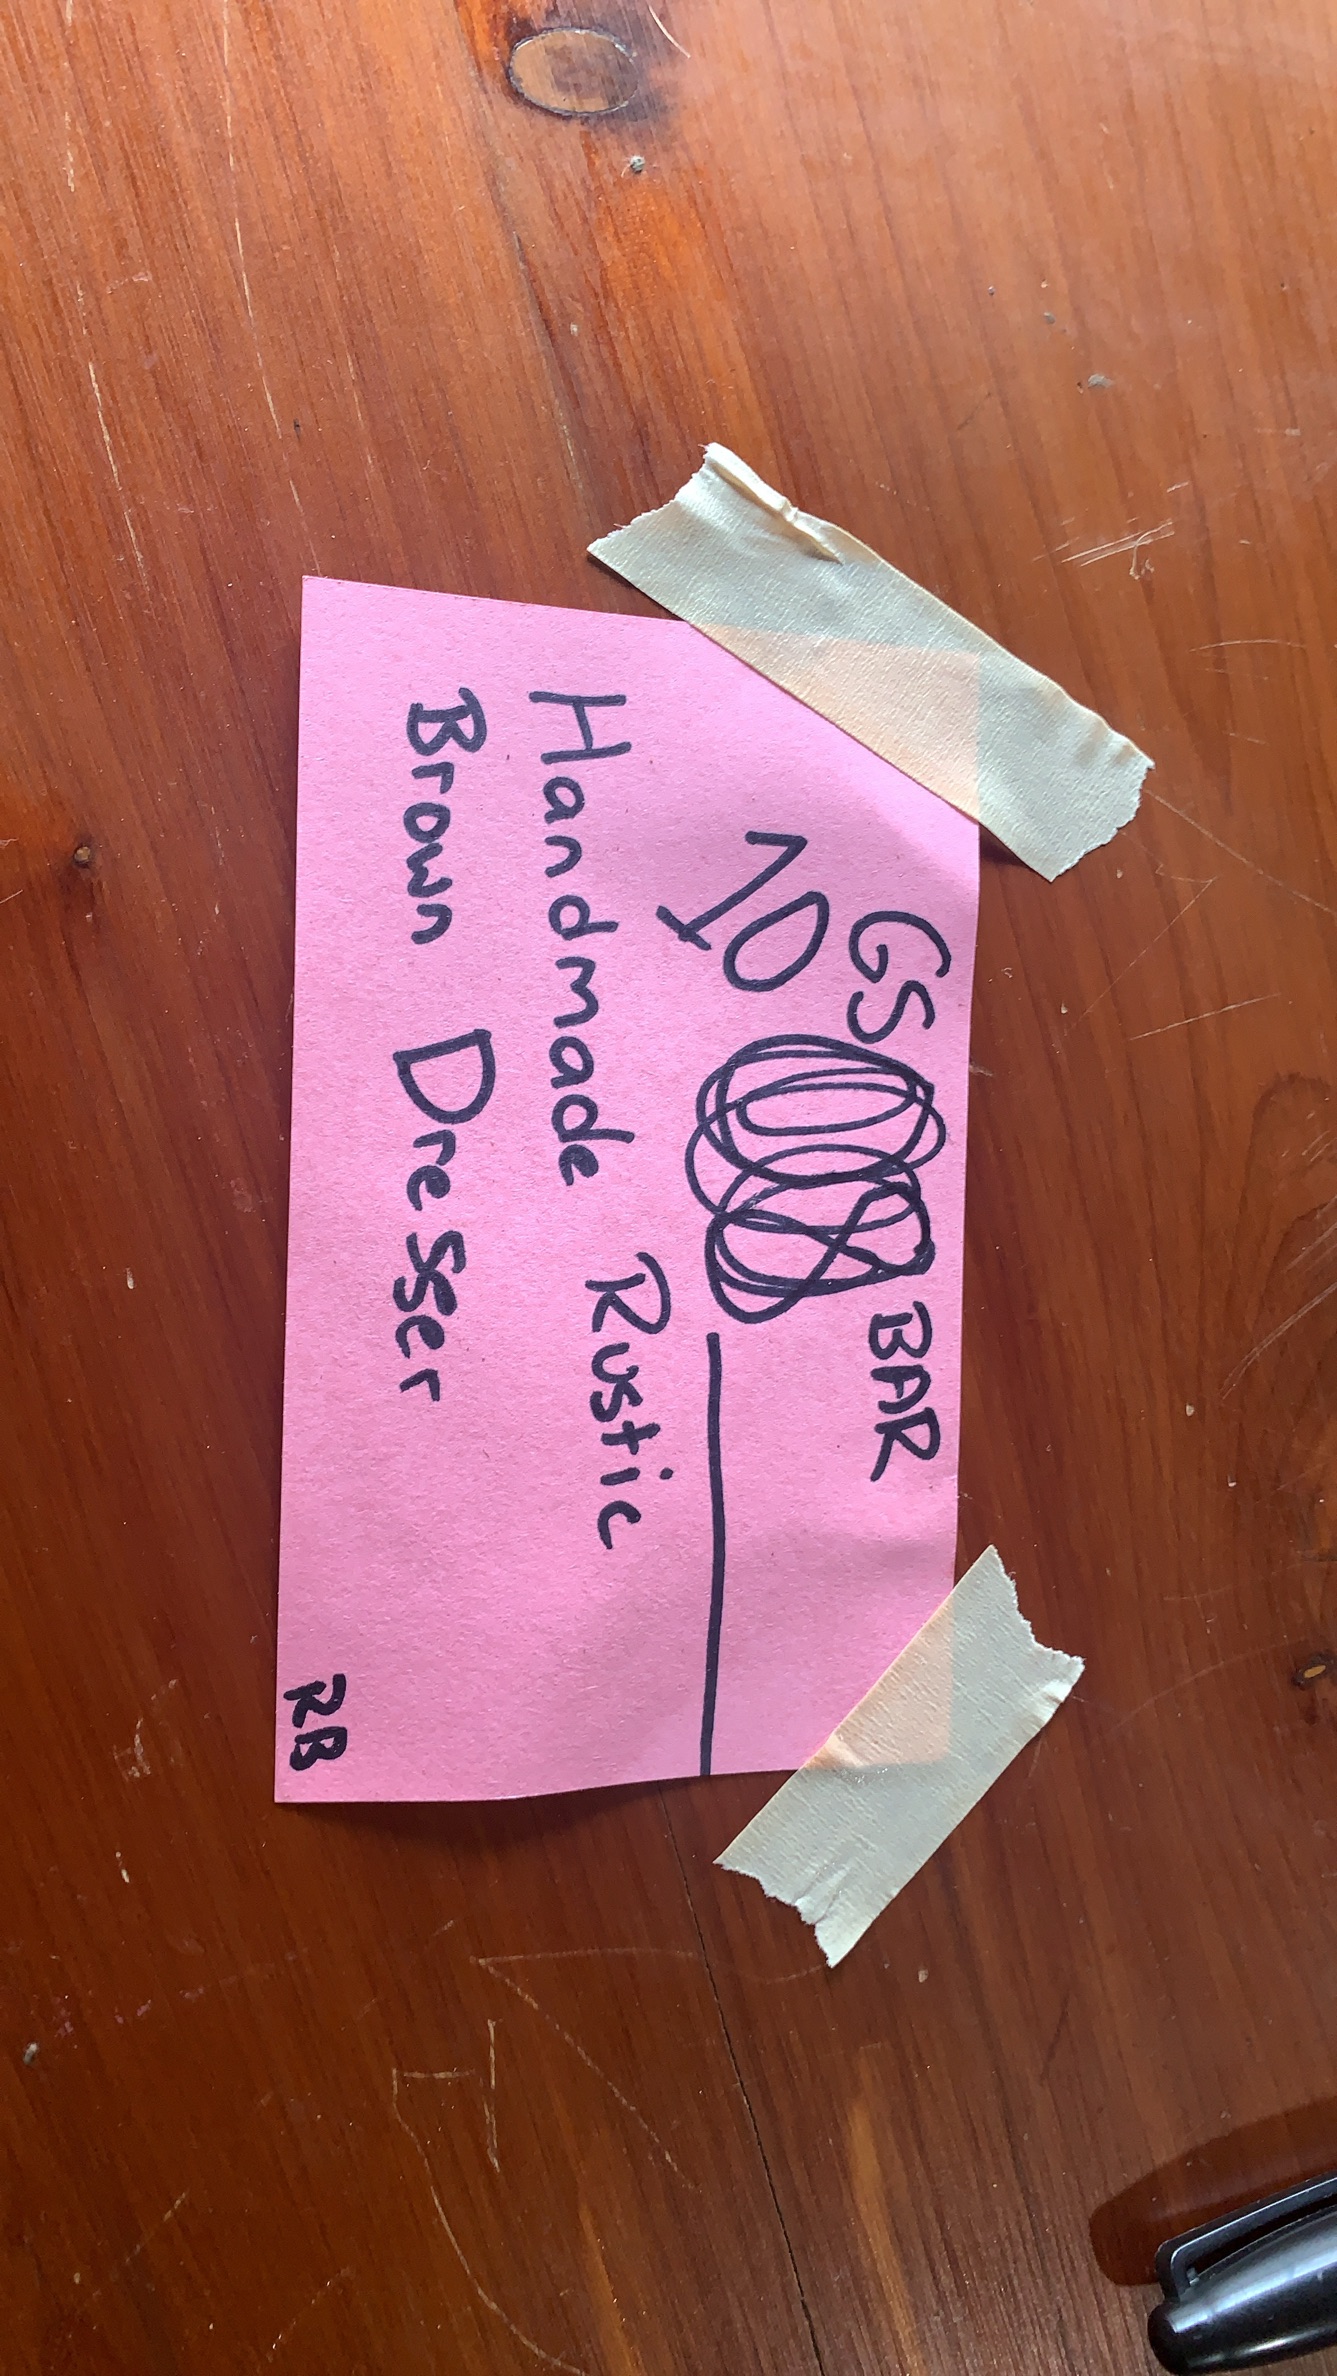 GS BAR
10
Handmade Rustic
Brown Dresser
RB